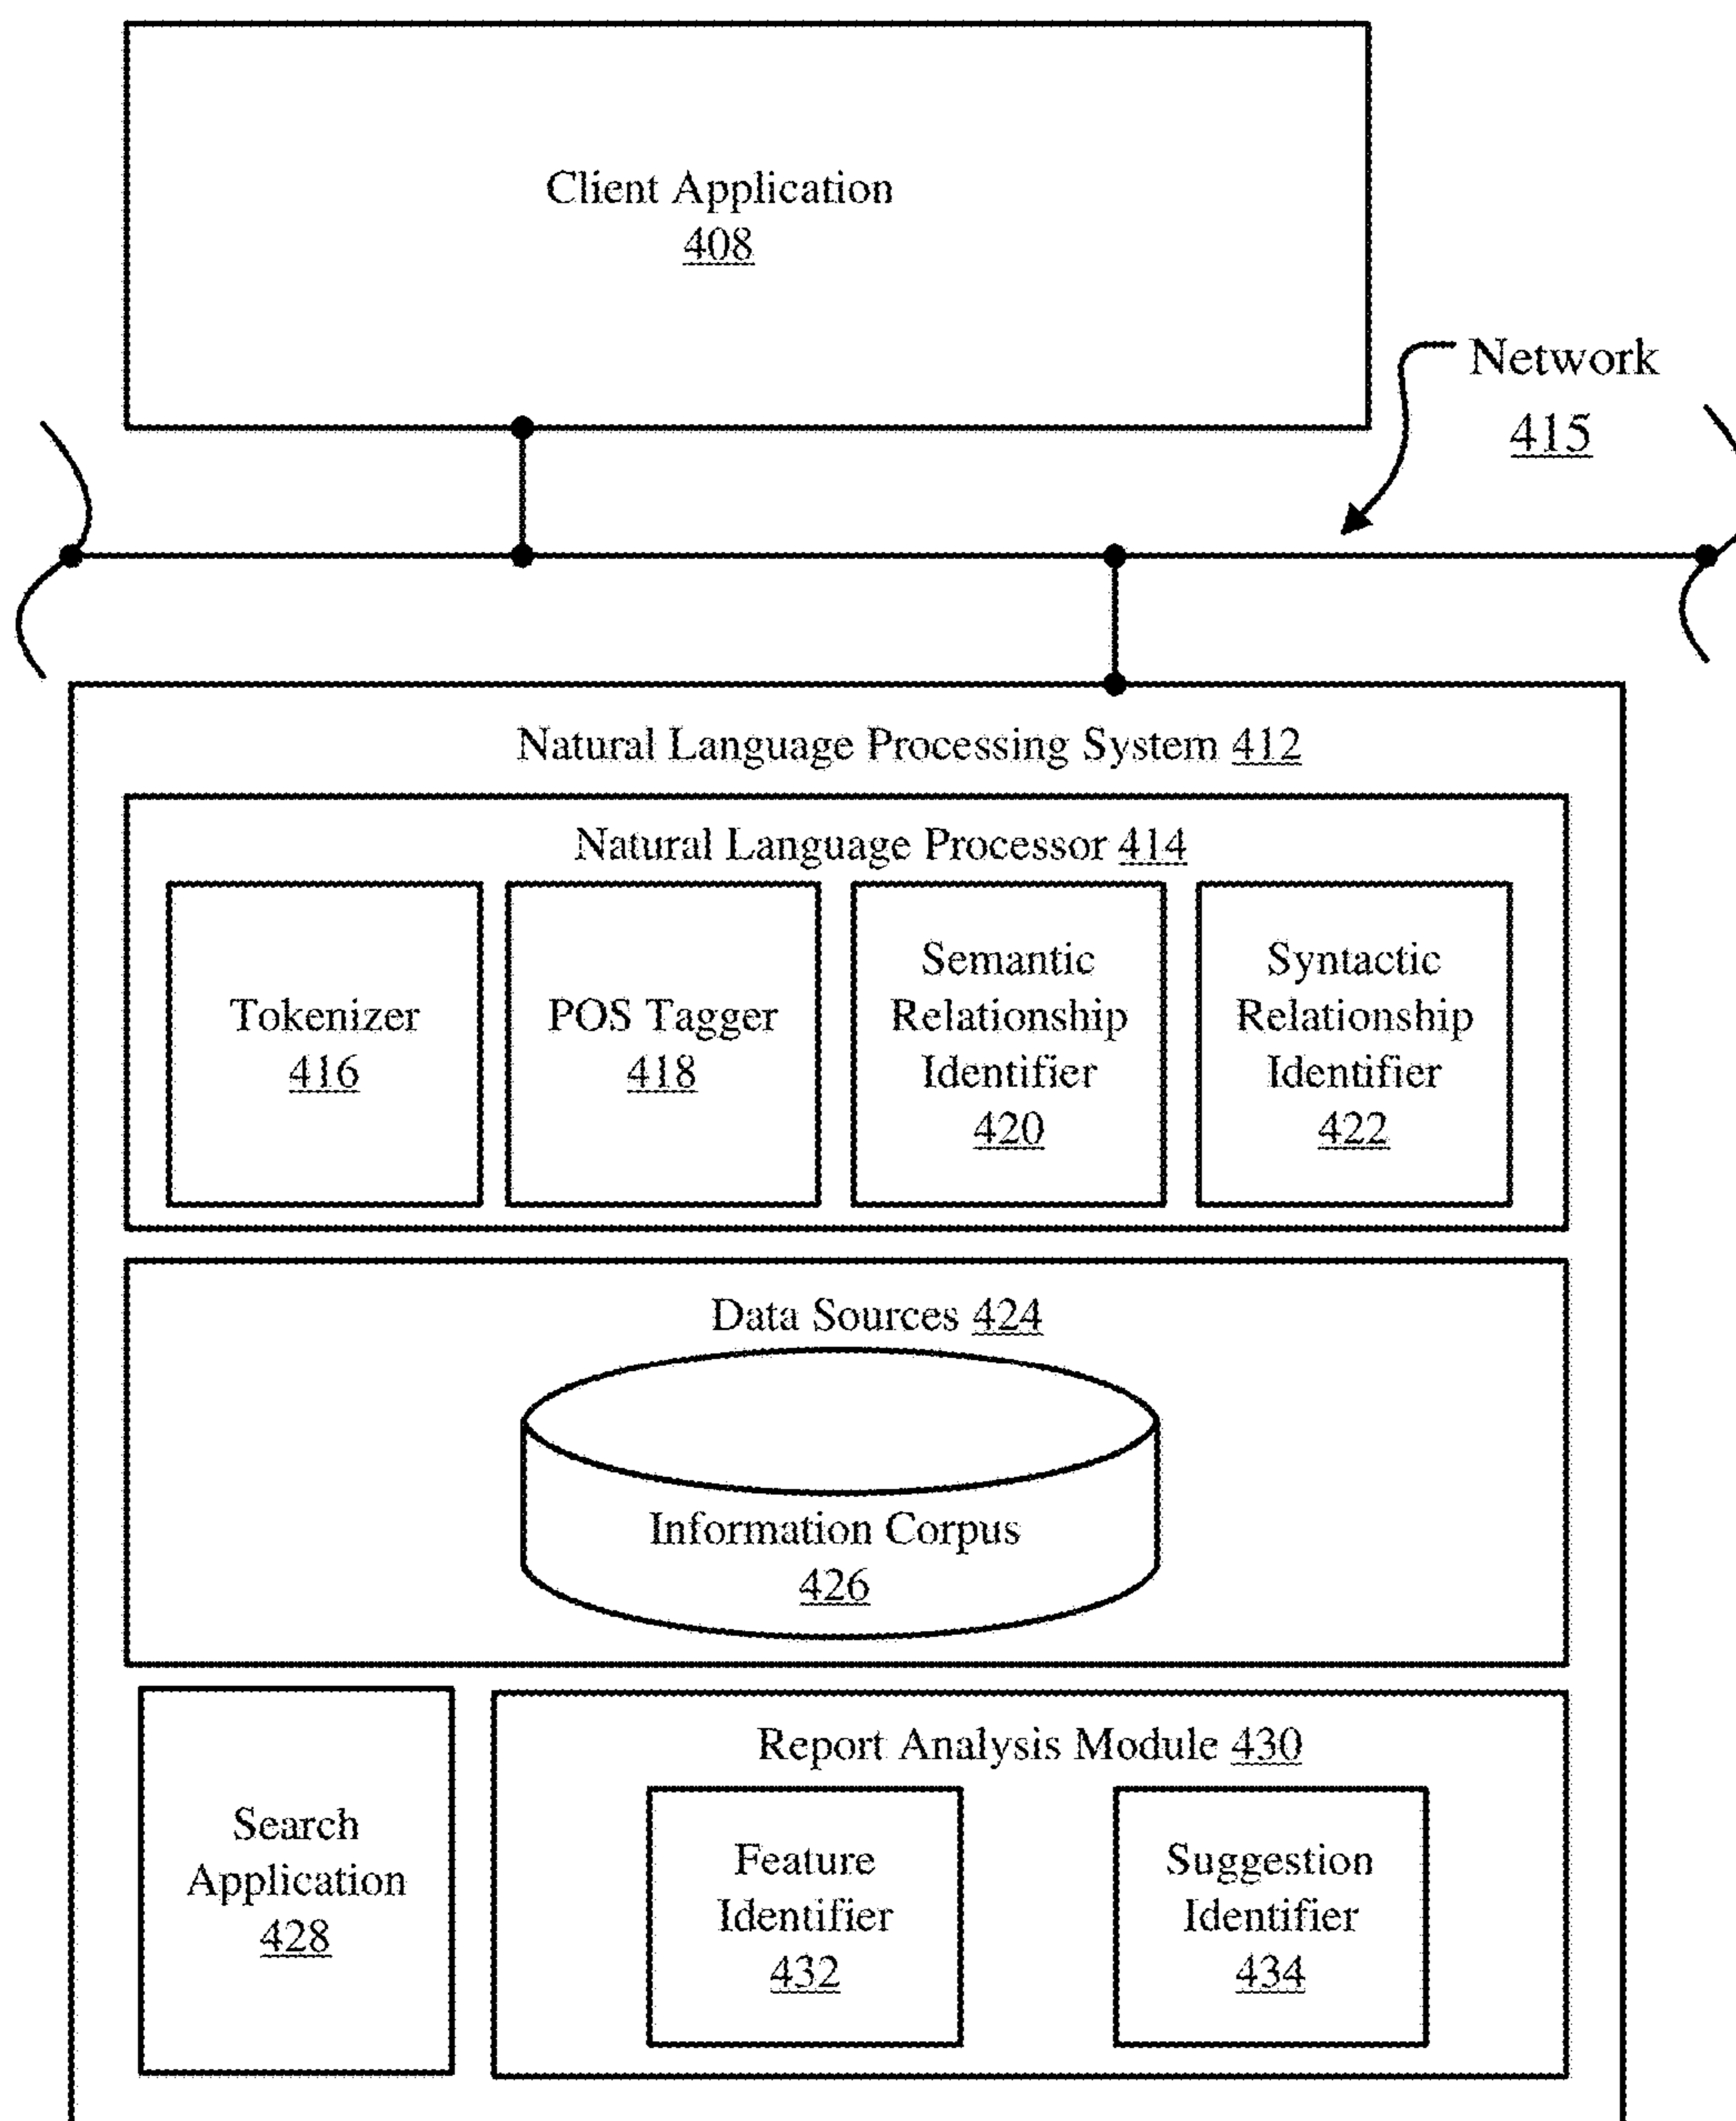 Client Application
408
Network
415
Natural Language Processing System 412
Natural Language Processor 414
Tokenizer
416
POS Tagger
418
Semantic
Relationship
Identifier
420
Syntactic
Relationship
Identifier
422
Data Sources 424
Information Corpus
426
Search
Application
428
Report Analysis Module 430
Feature
Identifier
432
Suggestion
Identifier
434